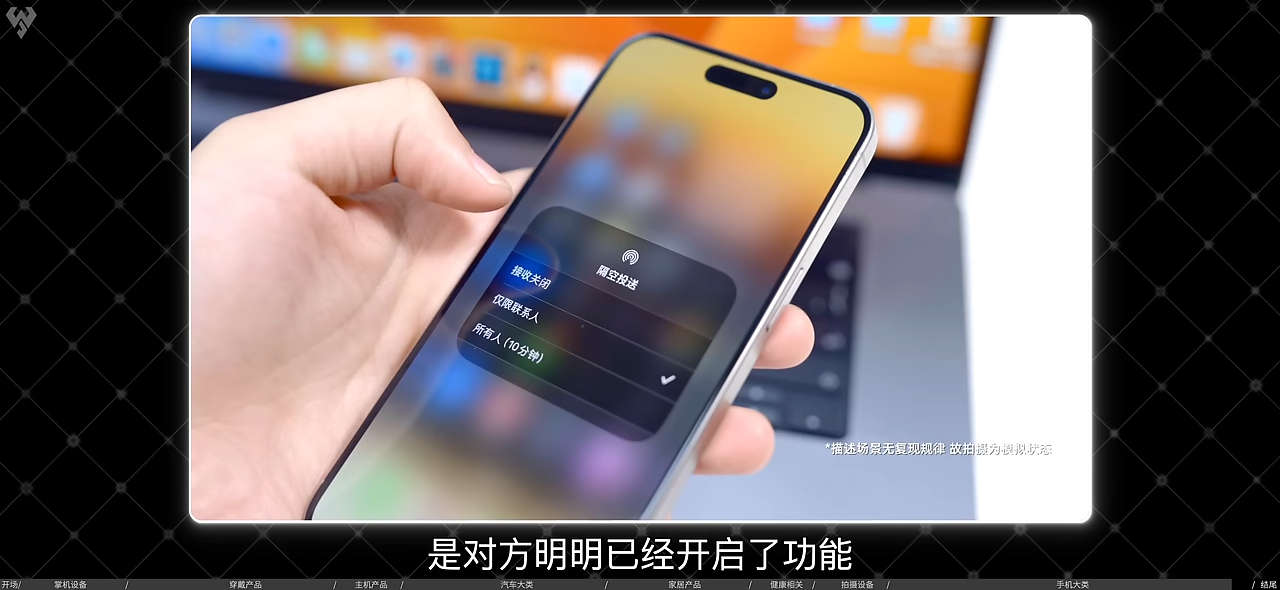 隔空投送
接收关闭
仅限联系人
所有人 (10分钟)
*描述场景无复现规律 故拍摄为模拟状态
是对方明明已经开启了功能
开场/ 掌机设备 / 穿戴产品 / 主机产品 / 汽车大类 / 家居产品 / 健康相关 / 拍摄设备 / 手机大类 / 结尾